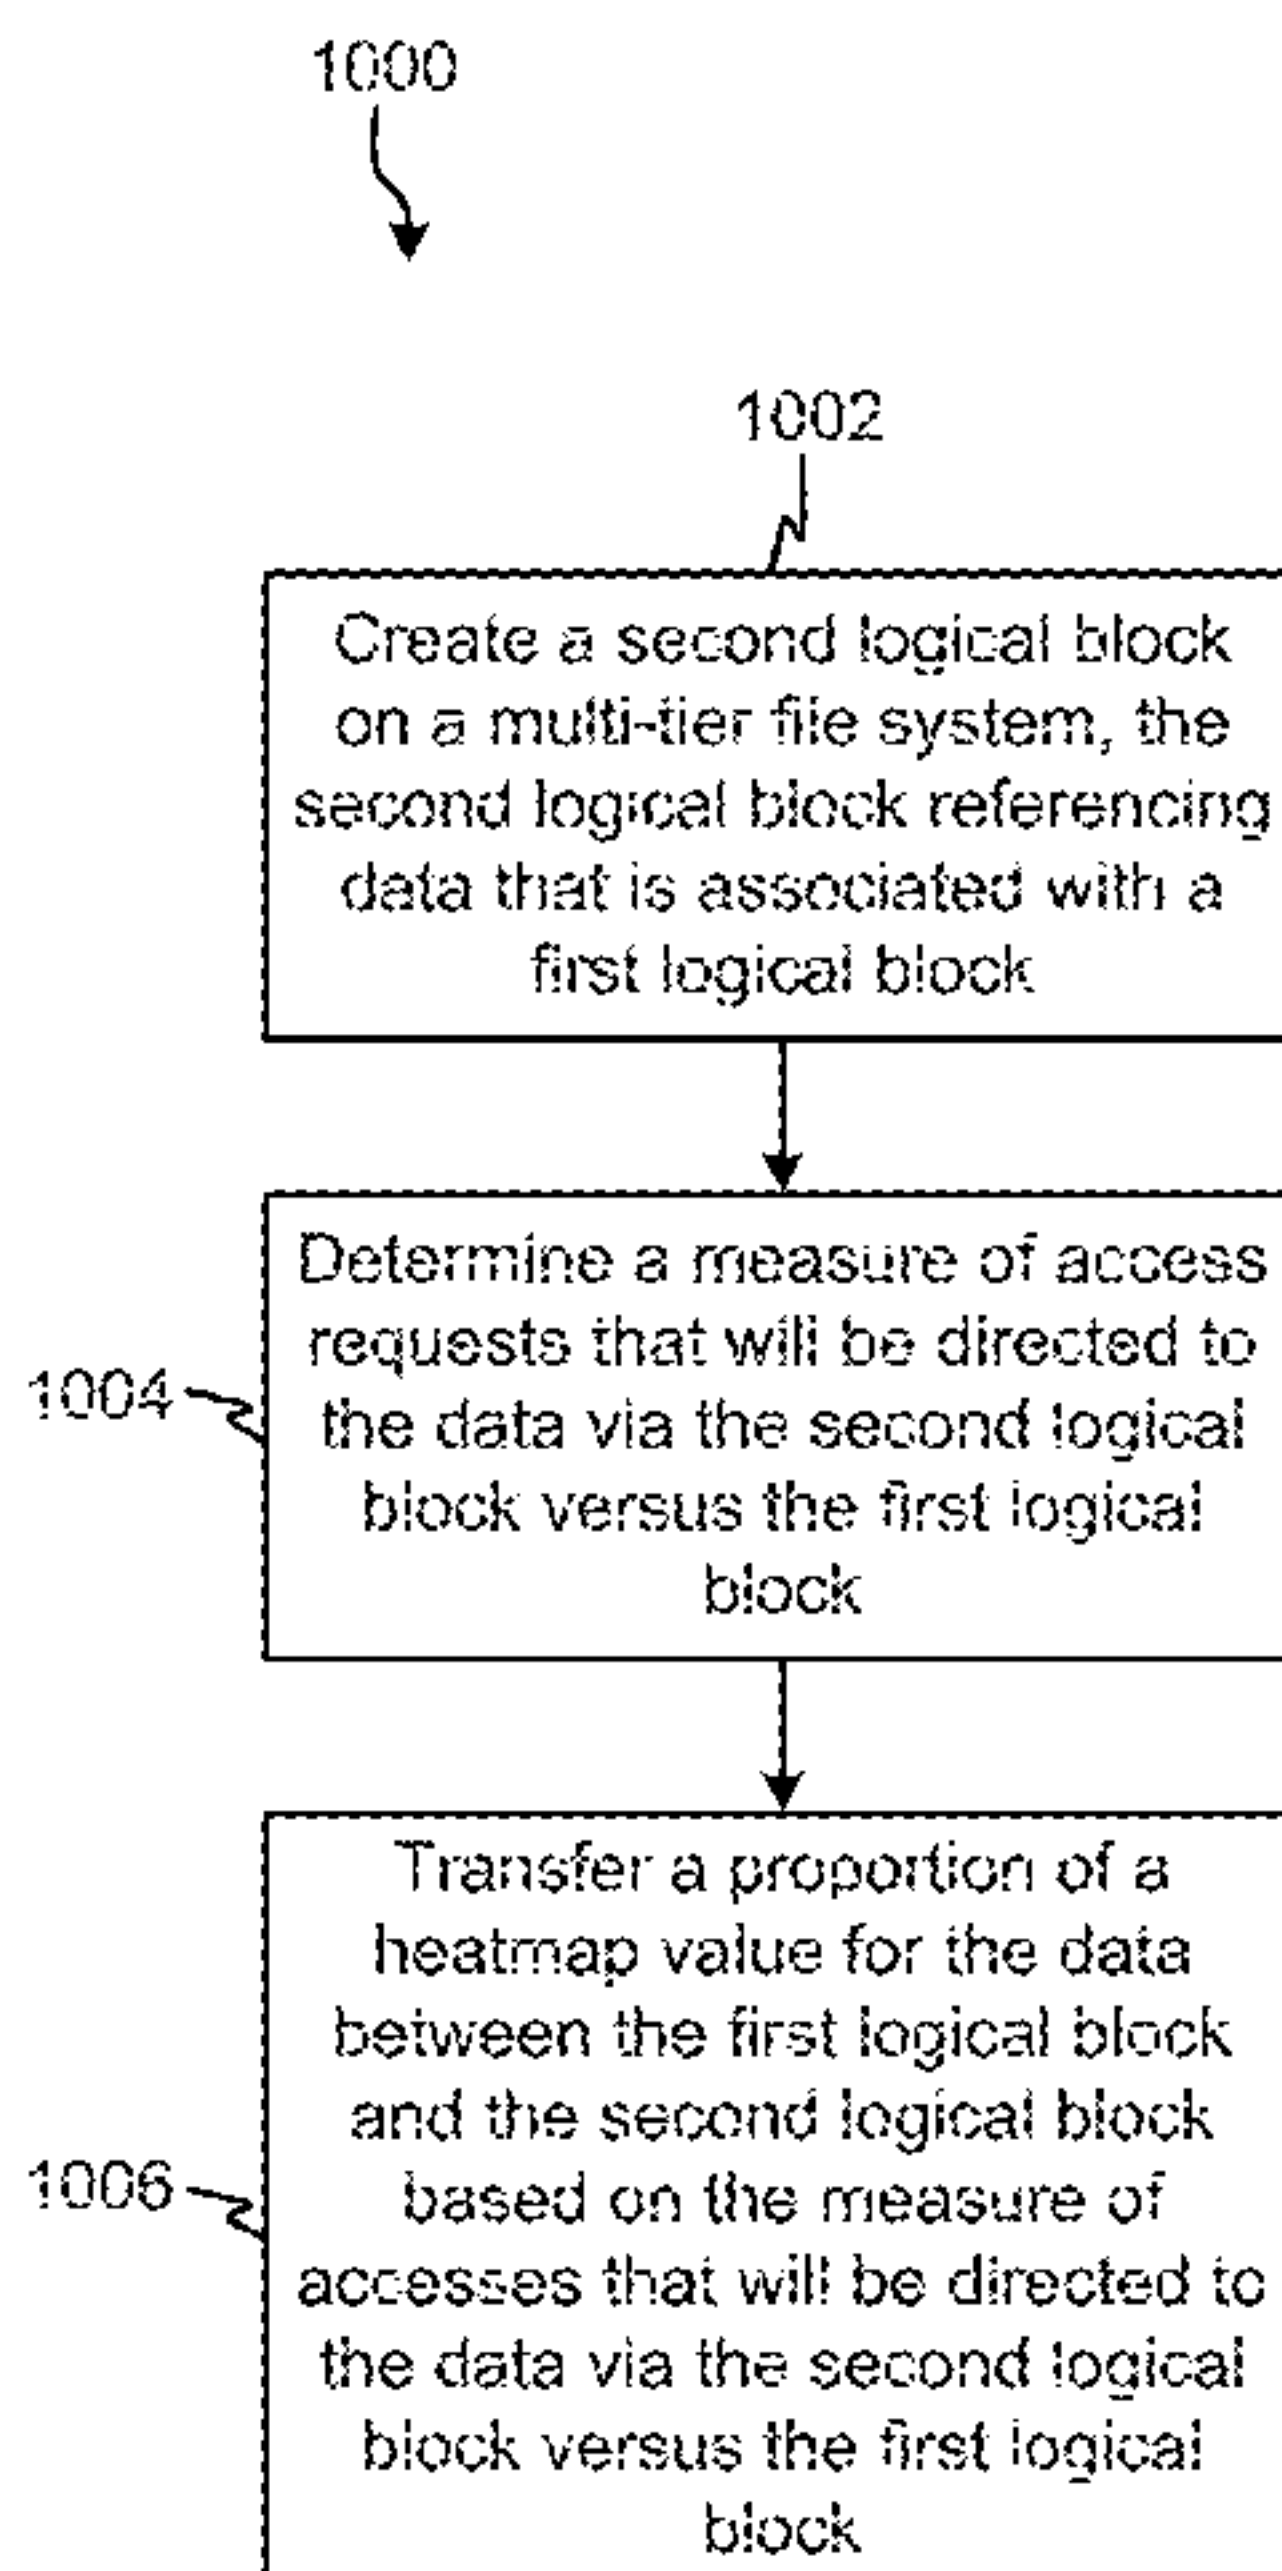 1000
1002
Create a second logical block
on a multi-tier file system, the
second logical block referencing
data that is associated with a
first logical block
Determine a measure of access
requests that will be directed to
1004
the data via the second logical
block versus the first logical
block
Transfer a proportion of a
heatmap value for the data
between the first logical block
and the second logical block
1006
based on the measure of
accesses that will be directed to
the data via the second logical
block versus the first logical
block